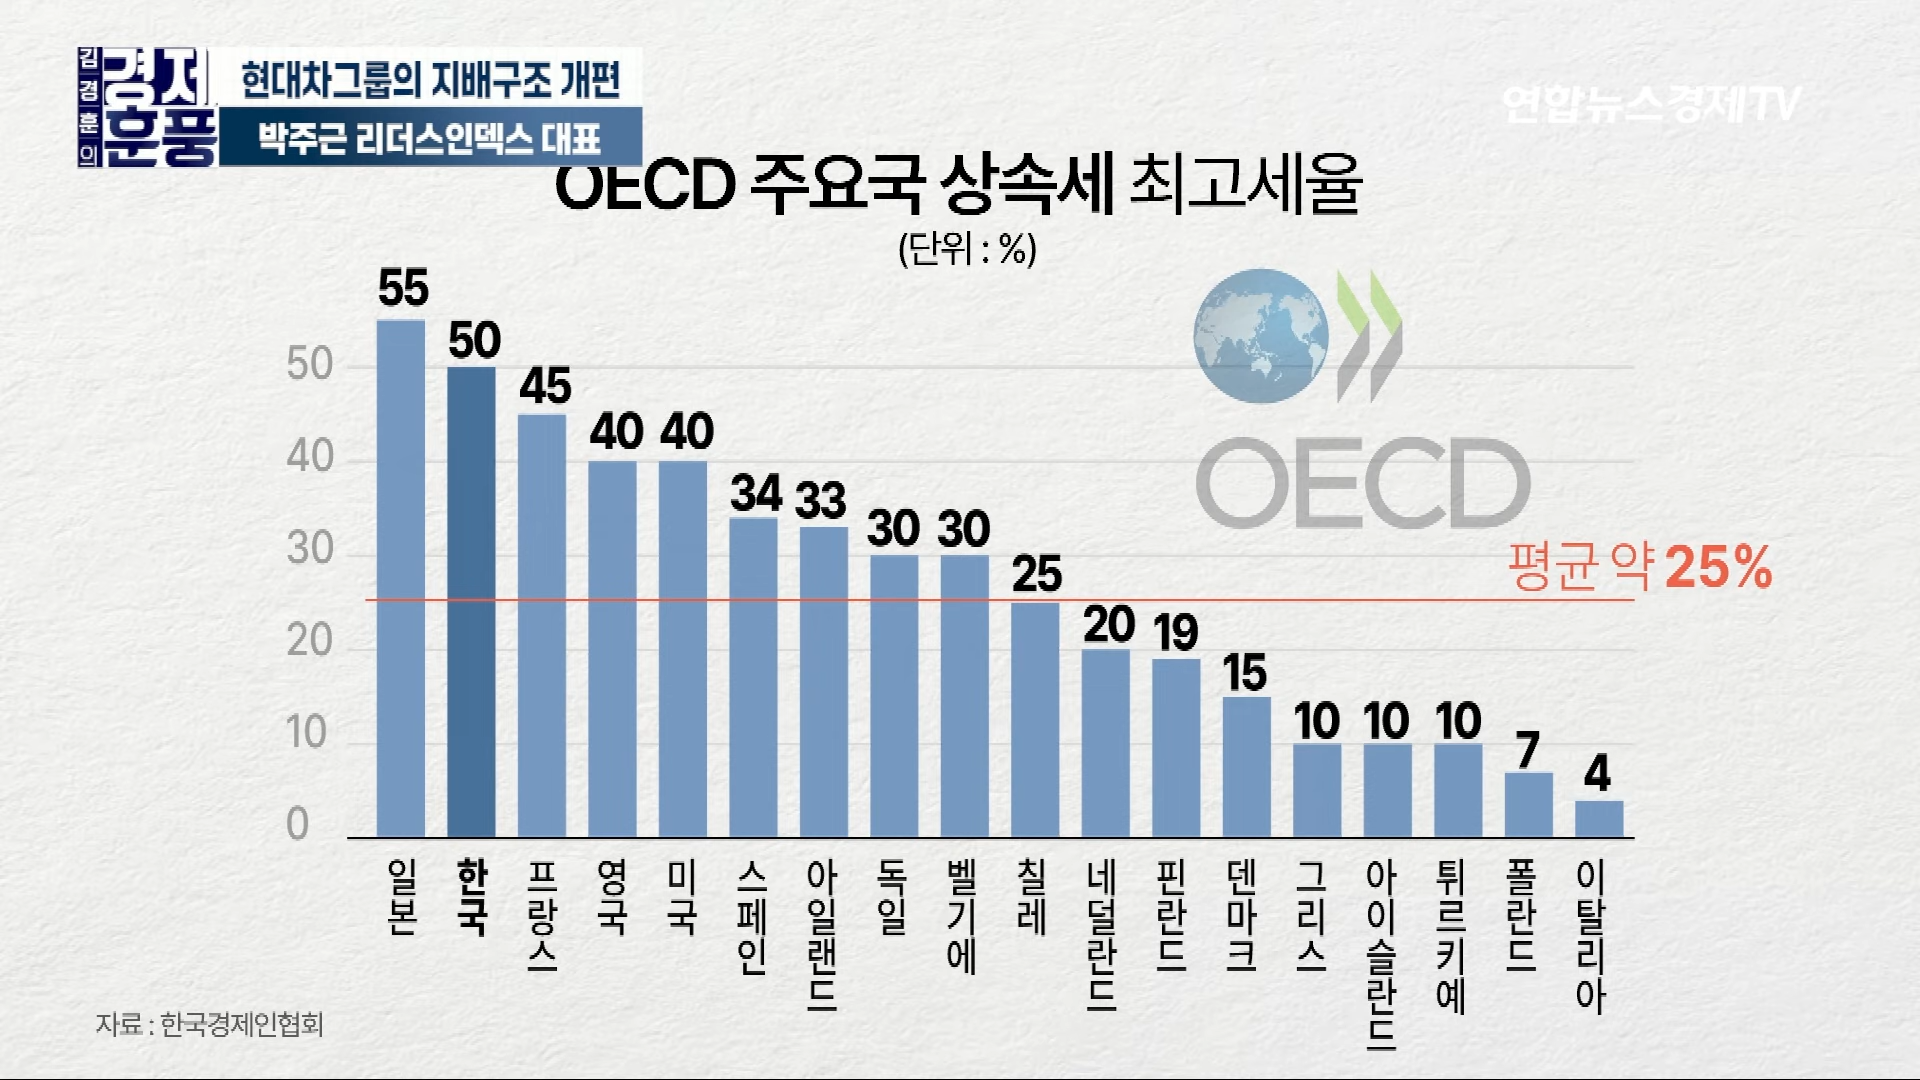 김경훈의
경제
훈풍
현대차그룹의 지배구조 개편
박주근 리더스인덱스 대표
연합뉴스경제TV
OECD 주요국 상속세 최고세율
(단위 : %)
OECD
평균 약 25%
55
50
45
40
40
34
33
30
30
25
20
19
15
10
10
10
7
4
50
40
30
20
10
0
일본
한국
프랑스
영국
미국
스페인
아일랜드
독일
벨기에
칠레
네덜란드
핀란드
덴마크
그리스
아이슬란드
튀르키예
폴란드
이탈리아
자료 : 한국경제인협회